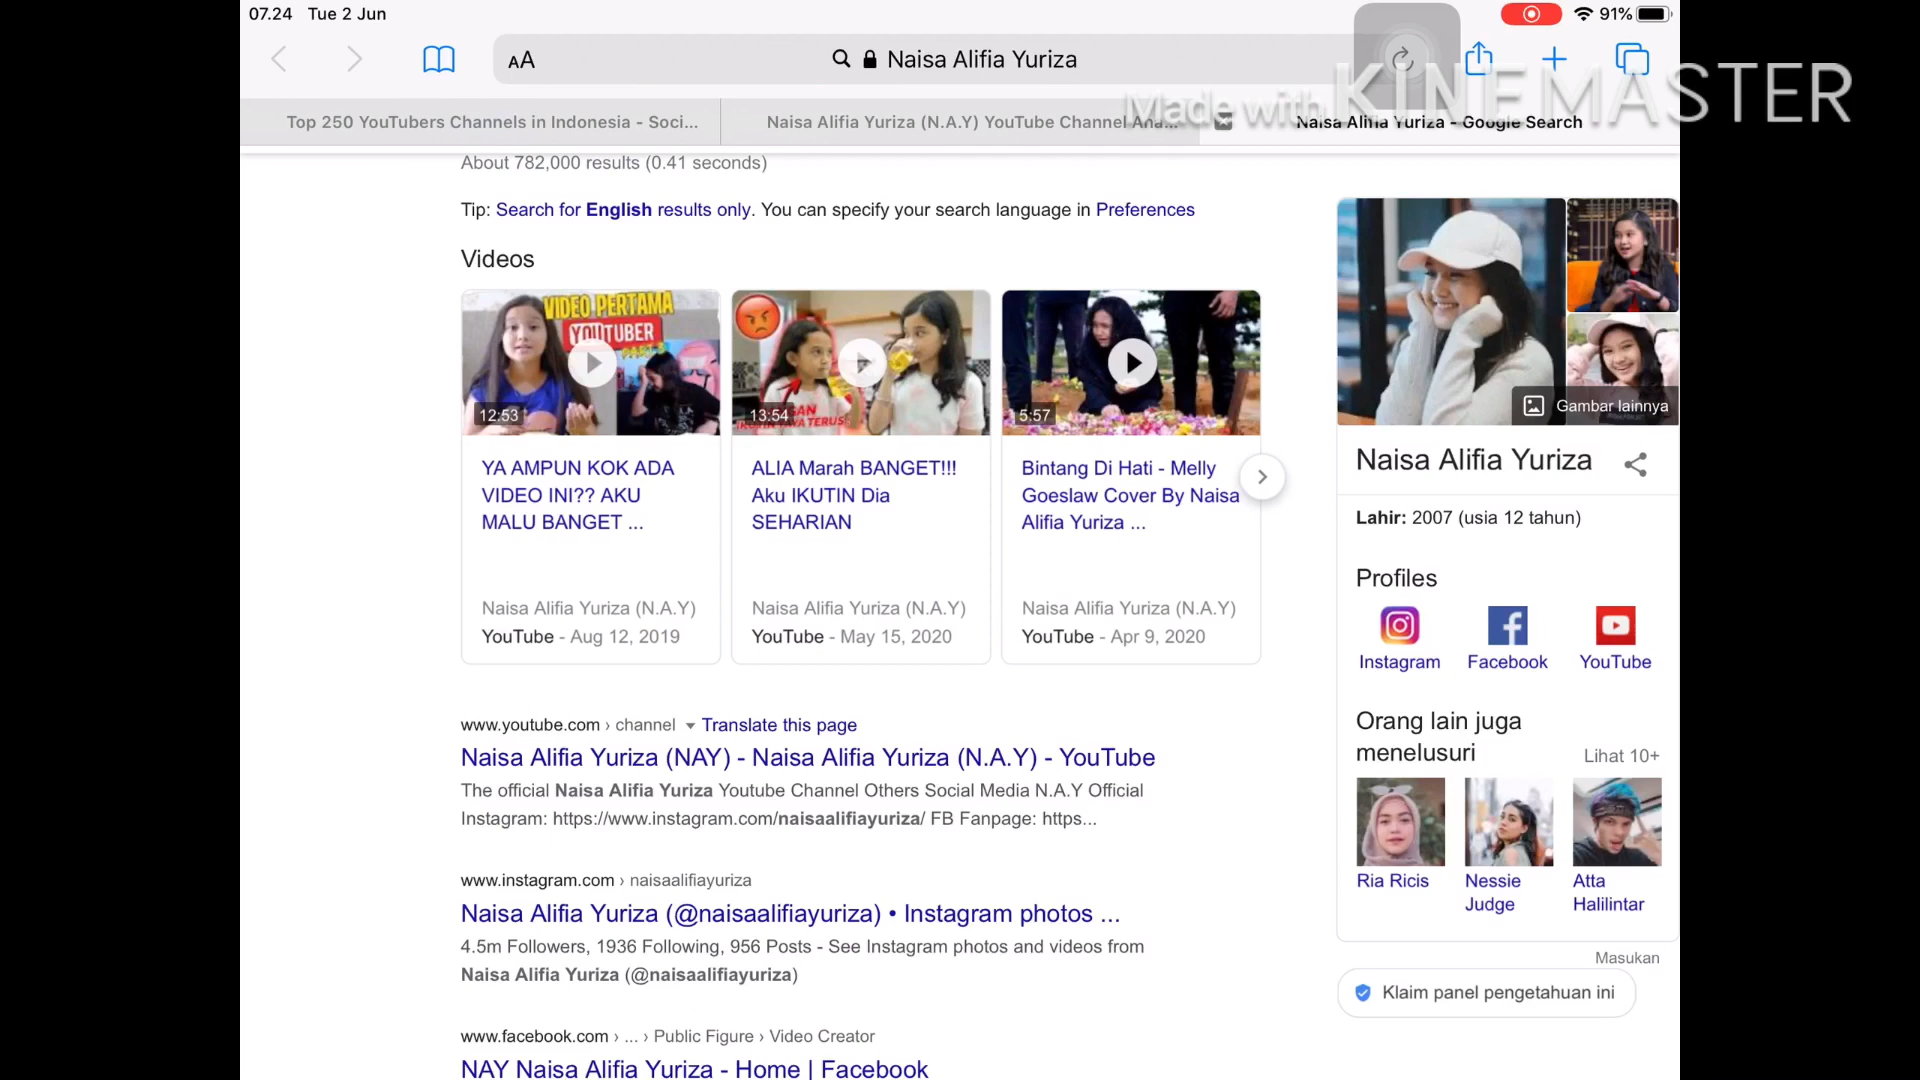 07.24 Tue 2 Jun
91%
AA
Naisa Alifia Yuriza
Made with KINEMASTER
Top 250 YouTubers Channels in Indonesia - Soci...
Naisa Alifia Yuriza (N.A.Y) YouTube Channel Ana...
Naisa Alifia Yuriza - Google Search
About 782,000 results (0.41 seconds)
Tip: Search for English results only. You can specify your search language in Preferences
Videos
VIDEO PERTAMA
YOUTUBER
12:53
13:54
5:57
YA AMPUN KOK ADA
VIDEO INI?? AKU
MALU BANGET ...
Naisa Alifia Yuriza (N.A.Y)
YouTube - Aug 12, 2019
ALIA Marah BANGET!!!
Aku IKUTIN Dia
SEHARIAN
Naisa Alifia Yuriza (N.A.Y)
YouTube - May 15, 2020
Bintang Di Hati - Melly
Goeslaw Cover By Naisa
Alifia Yuriza ...
Naisa Alifia Yuriza (N.A.Y)
YouTube - Apr 9, 2020
www.youtube.com › channel Translate this page
Naisa Alifia Yuriza (NAY) - Naisa Alifia Yuriza (N.A.Y) - YouTube
The official Naisa Alifia Yuriza Youtube Channel Others Social Media N.A.Y Official
Instagram: https://www.instagram.com/naisaalifiayuriza/ FB Fanpage: https...
www.instagram.com › naisaalifiayuriza
Naisa Alifia Yuriza (@naisaalifiayuriza) • Instagram photos ...
4.5m Followers, 1936 Following, 956 Posts - See Instagram photos and videos from
Naisa Alifia Yuriza (@naisaalifiayuriza)
www.facebook.com › ... › Public Figure › Video Creator
NAY Naisa Alifia Yuriza - Home | Facebook
Gambar lainnya
Naisa Alifia Yuriza
Lahir: 2007 (usia 12 tahun)
Profiles
Instagram
Facebook
YouTube
Orang lain juga
menelusuri
Lihat 10+
Ria Ricis
Nessie
Judge
Atta
Halilintar
Masukan
Klaim panel pengetahuan ini